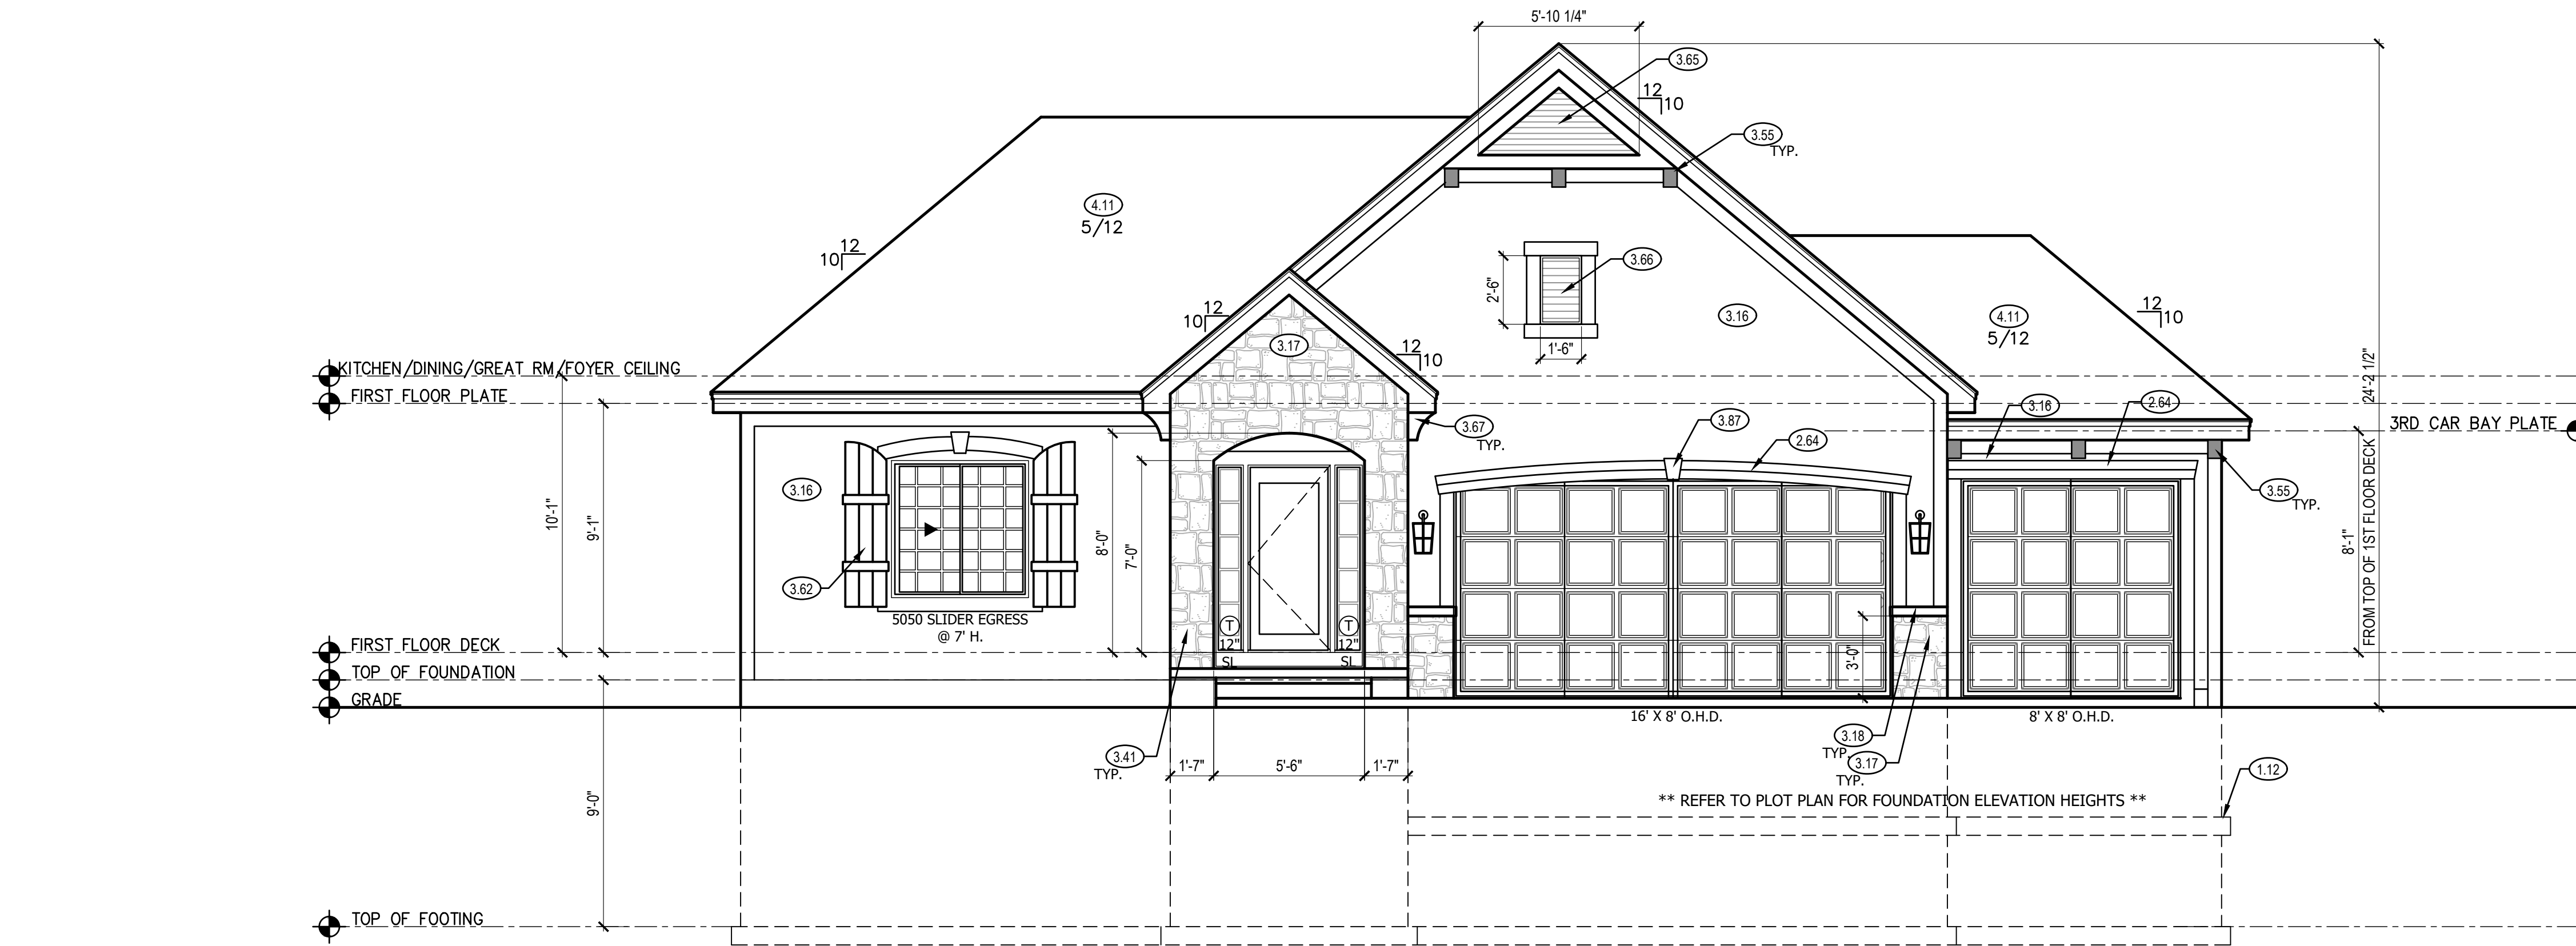 5'-10 1/4"
3.65
12
10
3.55
TYP.
4.11
5/12
12
10
3.66
2'-6"
1'-6"
3.16
12
10
3.17
12
10
4.11
5/12
12
10
24'-2 1/2"
KITCHEN/DINING/GREAT RM/FOYER CEILING
FIRST FLOOR PLATE
3.67
TYP.
3.87
2.64
3.16
2.64
3RD CAR BAY PLATE
3.16
3.62
10'-1"
9'-1"
8'-0"
7'-0"
3.55
TYP.
8'-1"
FROM TOP OF 1ST FLOOR DECK
5050 SLIDER EGRESS
@ 7' H.
T
12"
SL
T
12"
SL
3'-0"
FIRST FLOOR DECK
TOP OF FOUNDATION
GRADE
16' X 8' O.H.D.
8' X 8' O.H.D.
3.41
TYP.
1'-7"
5'-6"
1'-7"
3.18
TYP.
3.17
TYP.
1.12
9'-0"
** REFER TO PLOT PLAN FOR FOUNDATION ELEVATION HEIGHTS **
TOP OF FOOTING